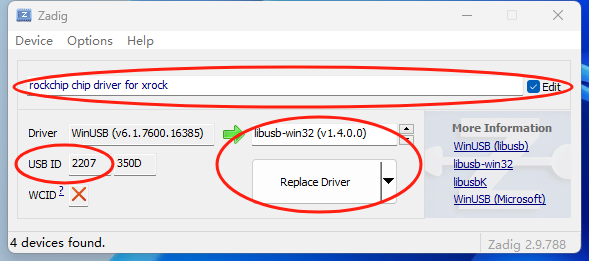 Zadig
Device Options Help
rockchip chip driver for xrock Edit
Driver WinUSB (v6.1.7600.16385) libusb-win32 (v1.4.0.0)
USB ID 2207 350D
WCID ?
Replace Driver
More Information
WinUSB (libusb)
libusb-win32
libusbK
WinUSB (Microsoft)
4 devices found. Zadig 2.9.788